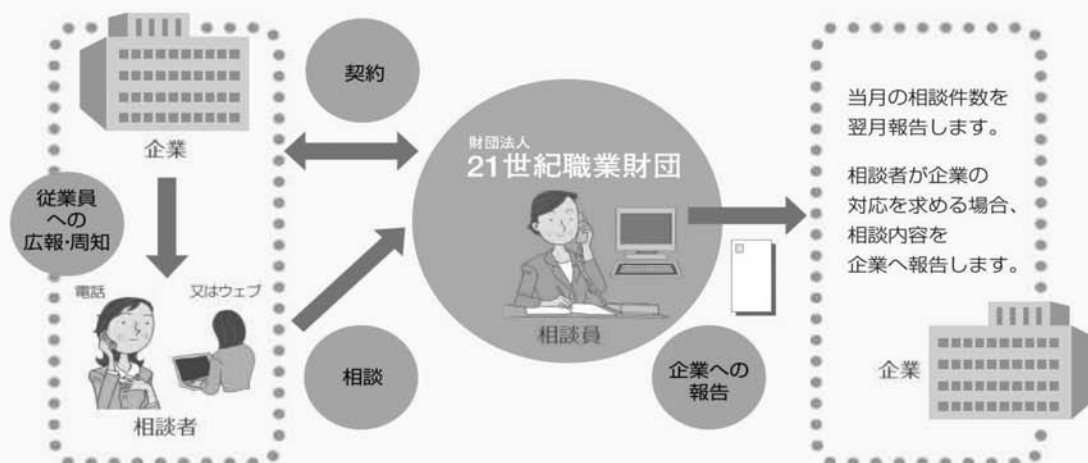 企業
従業員
への
広報・周知
電話
又はウェブ
相談者
契約
相談
財団法人
21世紀職業財団
相談員
企業への
報告
当月の相談件数を
翌月報告します。
相談者が企業の
対応を求める場合、
相談内容を
企業へ報告します。
企業